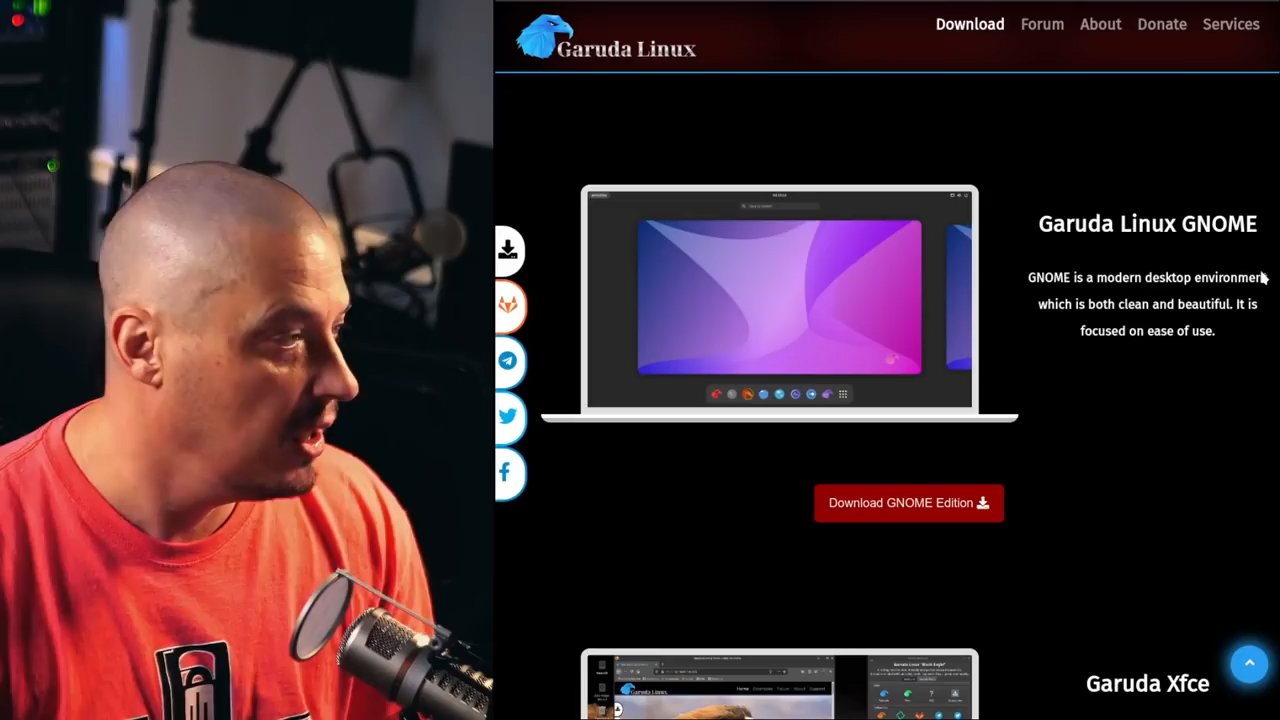 Garuda Linux
Download Forum About Donate Services
Garuda Linux GNOME
GNOME is a modern desktop environment
which is both clean and beautiful. It is
focused on ease of use.
Download GNOME Edition
Garuda Xfce